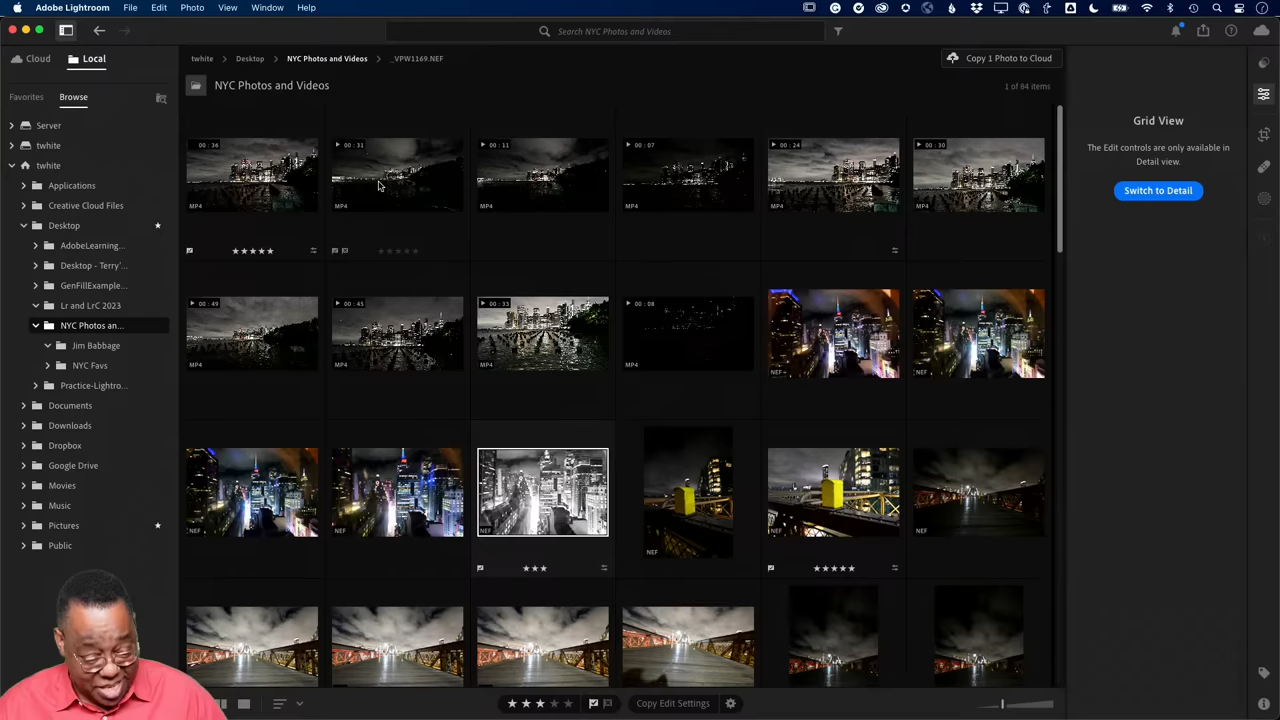 Adobe Lightroom File Edit Photo View Window Help
Search NYC Photos and Videos
Cloud Local
twhite Desktop NYC Photos and Videos _VPW1169.NEF
Copy 1 Photo to Cloud
NYC Photos and Videos
1 of 84 items
Favorites Browse
Server
twhite
twhite
Applications
Creative Cloud Files
Desktop
AdobeLearning...
Desktop - Terry'...
GenFillExample...
Lr and LrC 2023
NYC Photos an...
Jim Babbage
NYC Favs
Practice-Lightro...
Documents
Downloads
Dropbox
Google Drive
Movies
Music
Pictures
Public
00 : 36
00 : 31
00 : 11
00 : 07
00 : 24
00 : 30
MP4
MP4
MP4
MP4
MP4
00 : 49
00 : 45
00 : 33
00 : 08
MP4
MP4
MP4
MP4
NEF
NEF
NEF
NEF
NEF
NEF
NEF
NEF
Grid View
The Edit controls are only available in
Detail view.
Switch to Detail
Copy Edit Settings